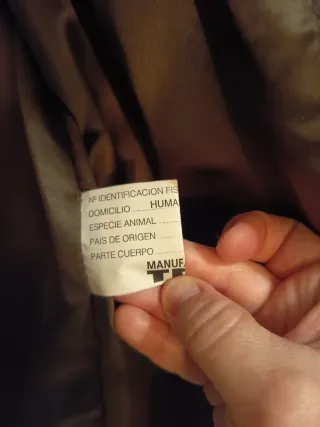 Nº IDENTIFICACION FIS
DOMICILIO ..... HUMA
ESPECIE ANIMAL .....
PAIS DE ORIGEN .....
PARTE CUERPO .....
MANUF